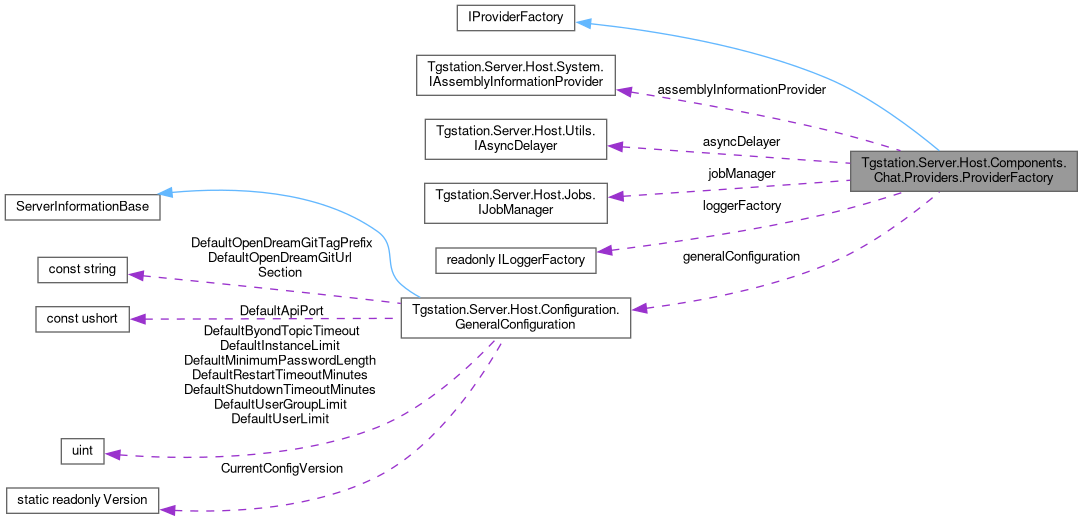 IProviderFactory
Tgstation.Server.Host.System.
IAssemblyInformationProvider
assemblyInformationProvider
Tgstation.Server.Host.Utils.
IAsyncDelayer
asyncDelayer
Tgstation.Server.Host.Components.
Chat.Providers.ProviderFactory
jobManager
Tgstation.Server.Host.Jobs.
IJobManager
loggerFactory
ServerInformationBase
readonly ILoggerFactory
generalConfiguration
DefaultOpenDreamGitTagPrefix
DefaultOpenDreamGitUrl
Section
const string
Tgstation.Server.Host.Configuration.
GeneralConfiguration
DefaultApiPort
const ushort
DefaultByondTopicTimeout
DefaultInstanceLimit
DefaultMinimumPasswordLength
DefaultRestartTimeoutMinutes
DefaultShutdownTimeoutMinutes
DefaultUserGroupLimit
DefaultUserLimit
uint
CurrentConfigVersion
static readonly Version